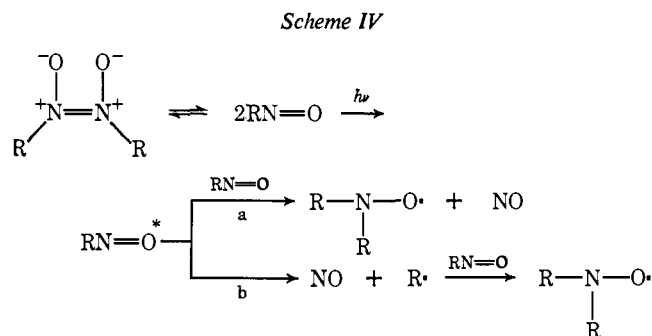 Scheme IV
⁻O O⁻
⁺N=N⁺ ⇌ 2RN=O hν
R R
RN=O
R—N—O• + NO
a
R
RN=O*
b
NO + R• RN=O R—N—O•
R